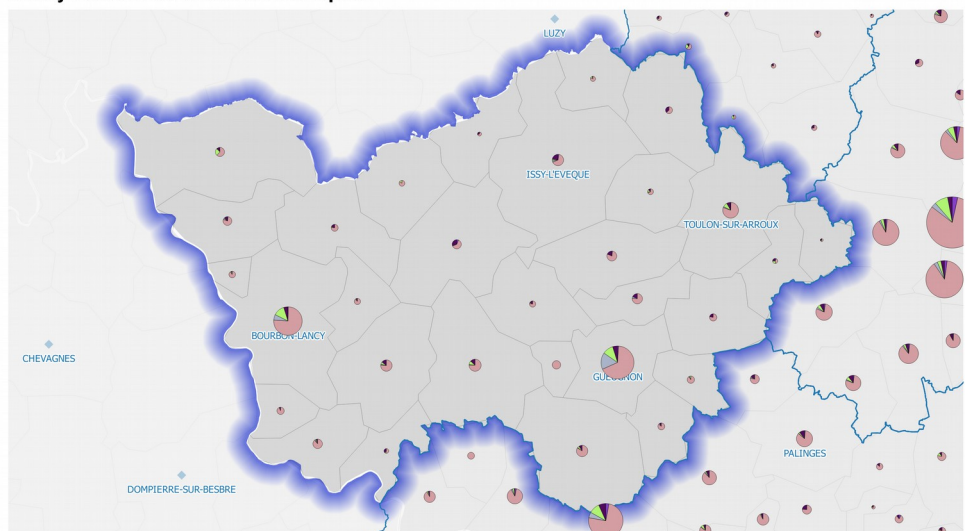 LUZY
ISSY-L'EVEQUE
TOULON-SUR-ARROUX
BOURBON-LANCY
CHEVAGNES
GUEUGNON
PALINGES
DOMPIERRE-SUR-BESBRE